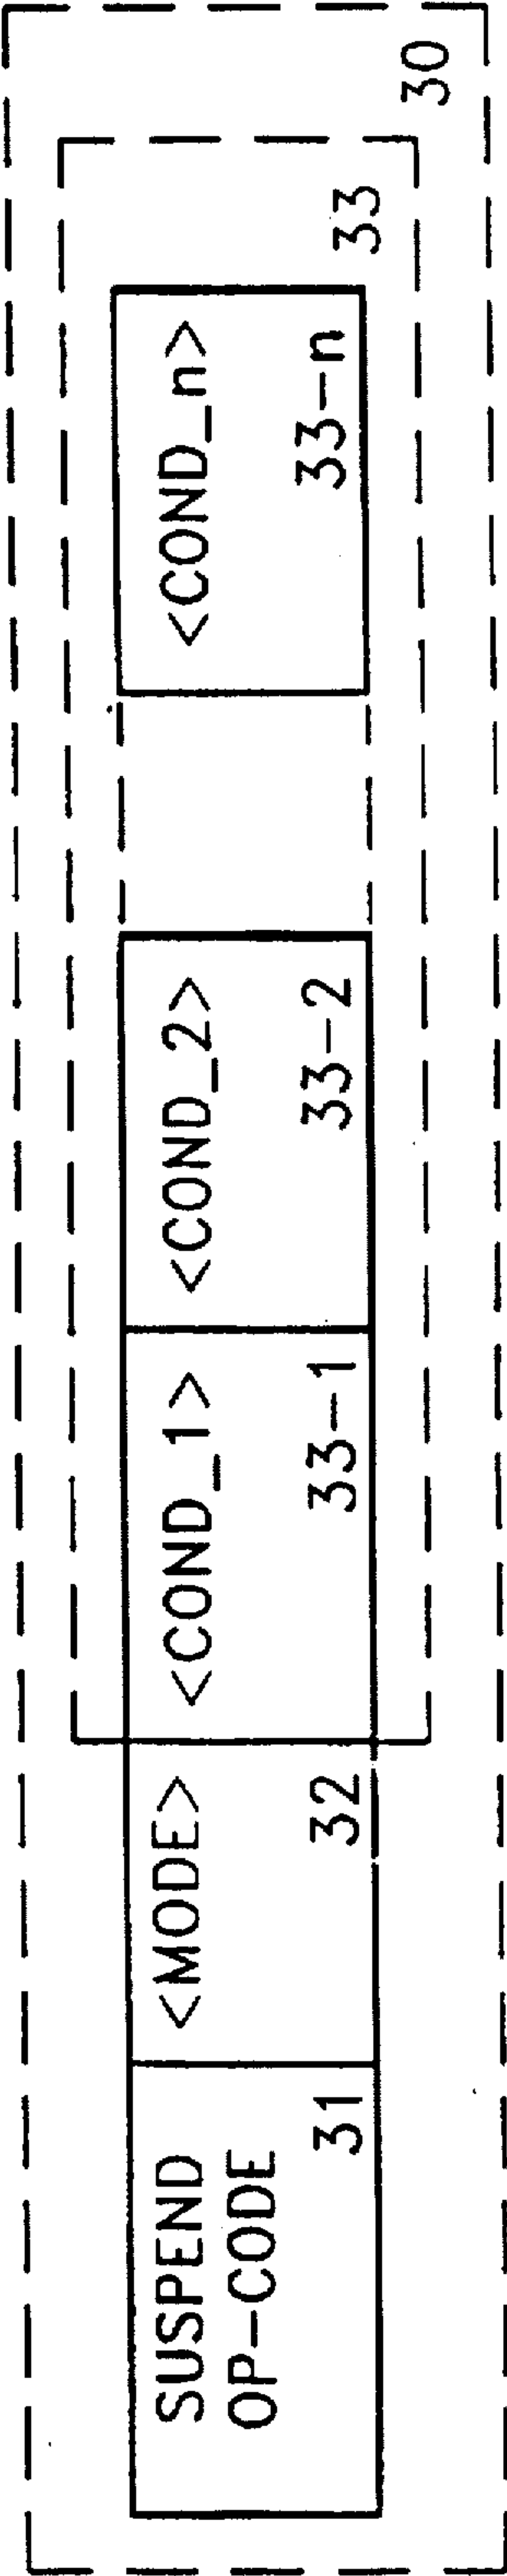 SUSPEND
OP-CODE
31
<MODE>
32
<COND_1>
33-1
<COND_2>
33-2
<COND_n>
33-n
33
30